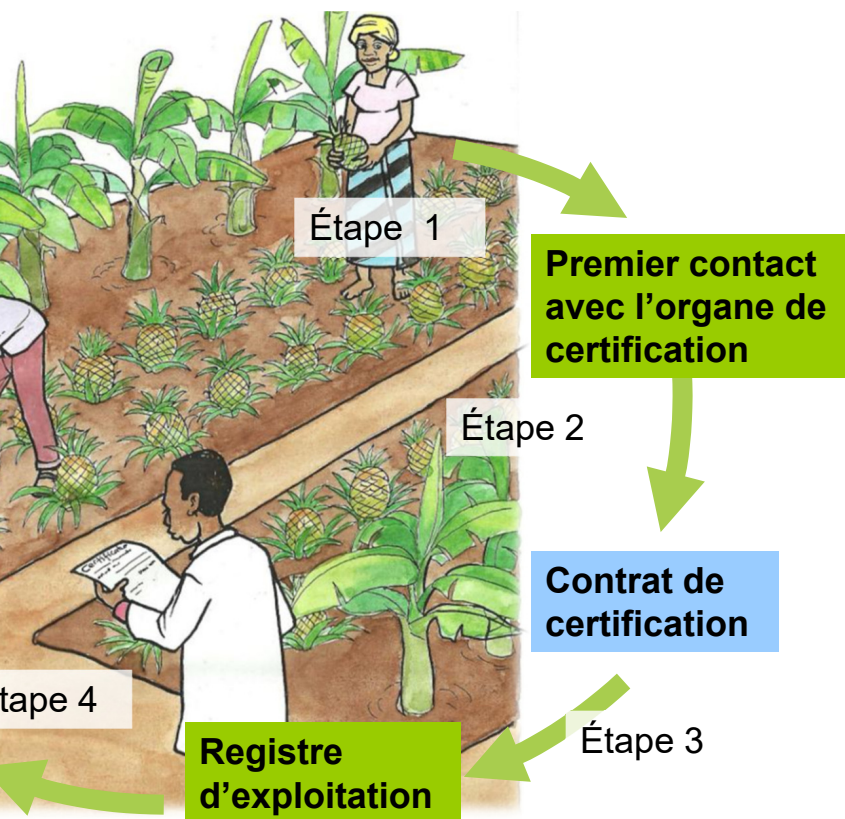 Étape 1
Premier contact
avec l’organe de
certification
Étape 2
Contrat de
certification
Étape 3
Registre
d’exploitation
tape 4